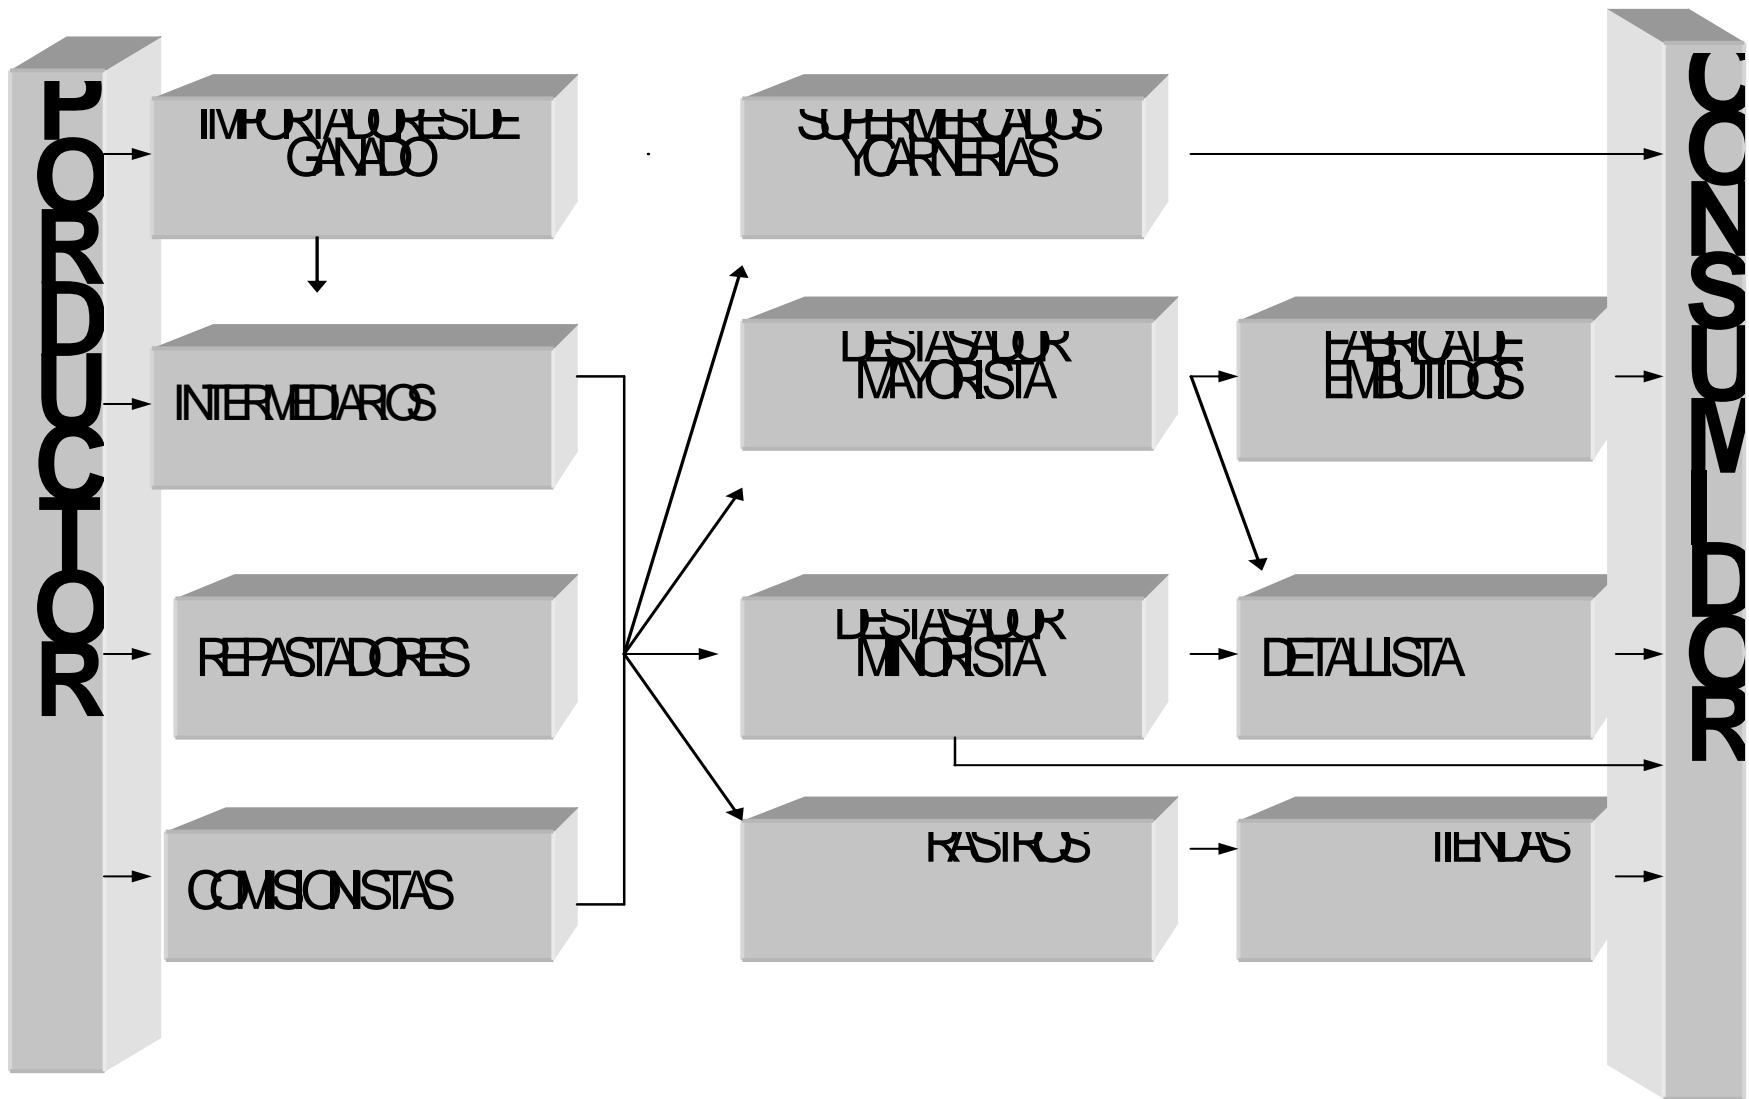 PORDUCTOR
IMPORTADORES DE
GANADO
SUPERMERCADOS
Y CARNERIAS
INTERMEDIARIOS
DESTASADOR
MAYORISTA
FABRICA DE
EMBUTIDOS
REPASTADORES
DESTASADOR
MINORISTA
DETALLISTA
COMISIONISTAS
RASTROS
TIENDAS
CONSUMIDOR